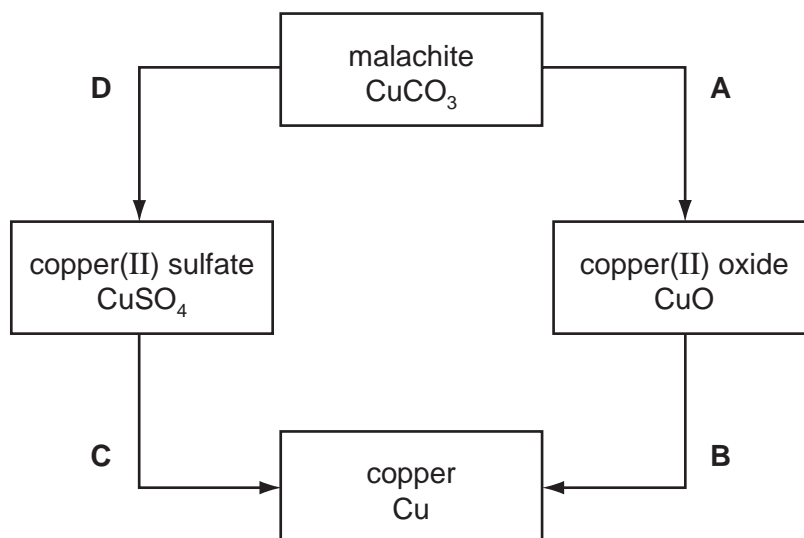 malachite
CuCO₃
D
A
copper(II) sulfate
CuSO₄
copper(II) oxide
CuO
C
B
copper
Cu